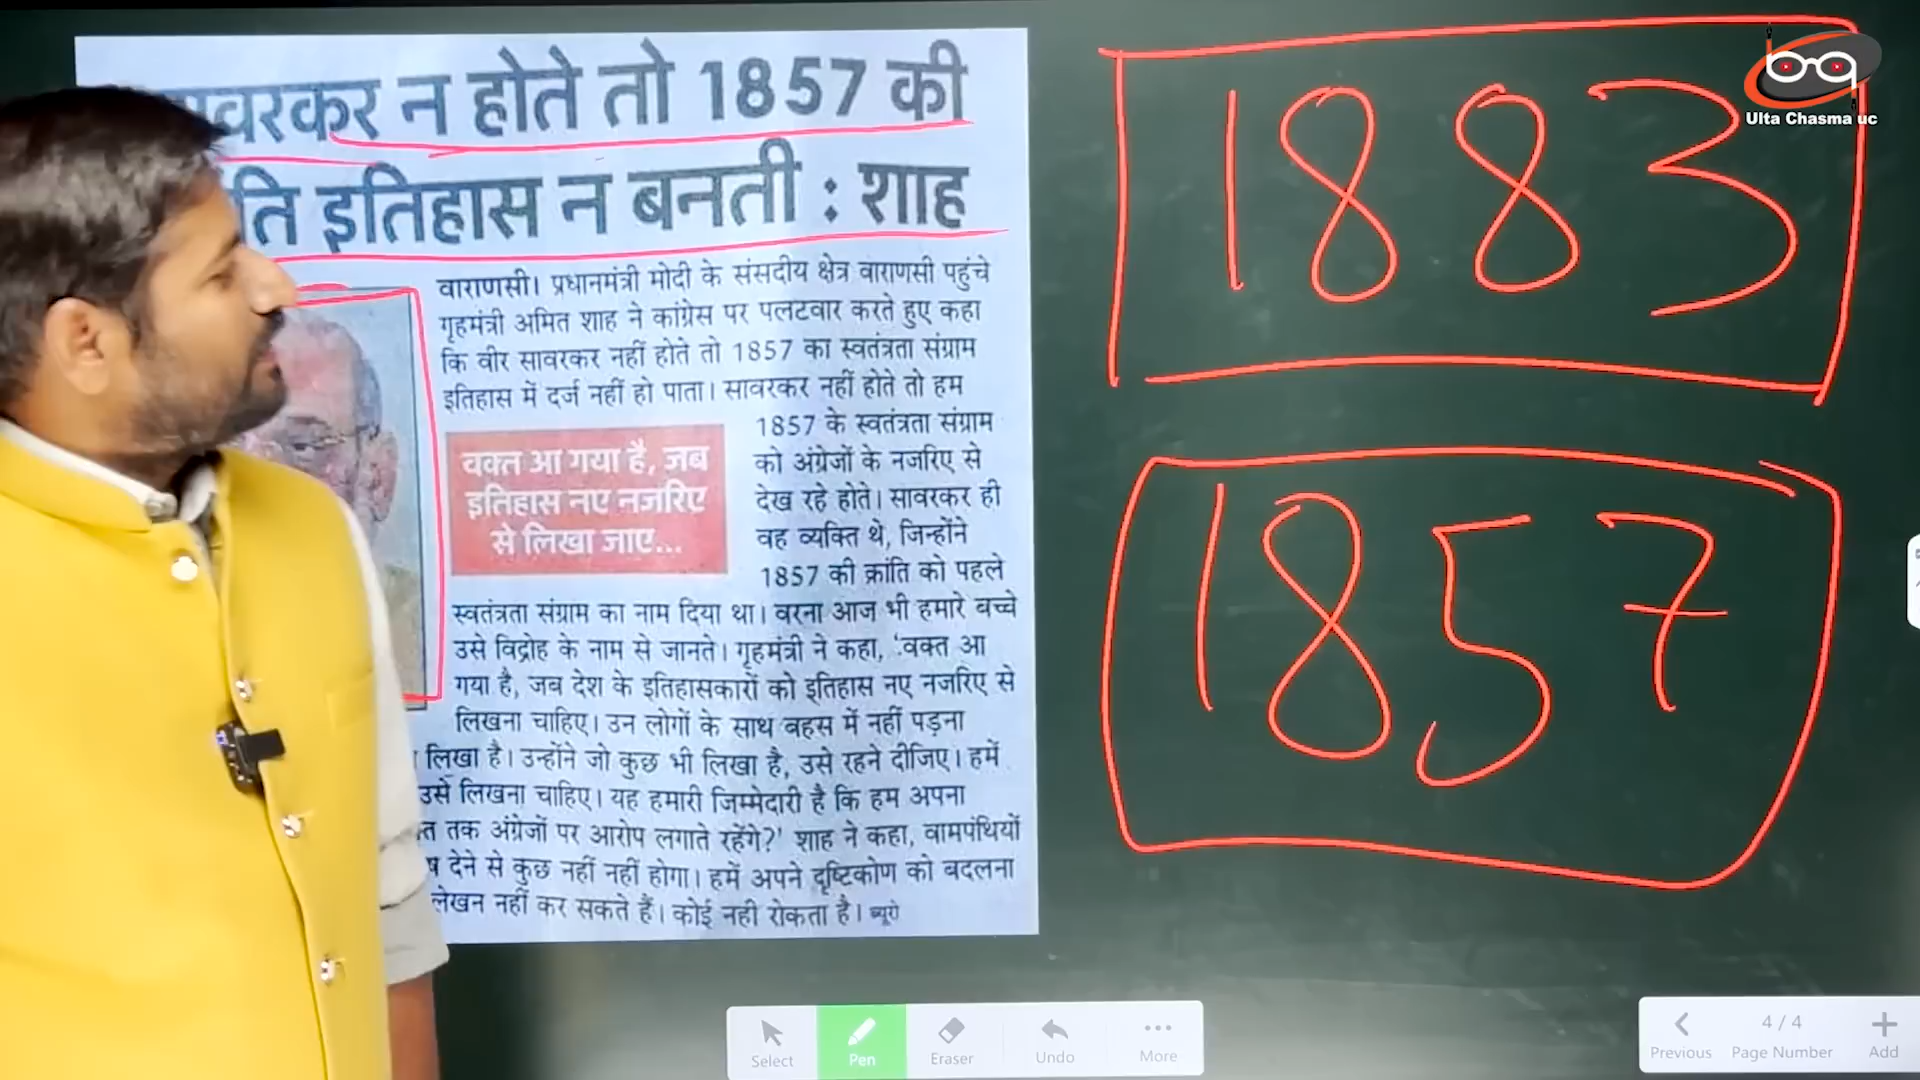 न होते तो 1857 की
इतिहास न बनती : शाह
वाराणसी। प्रधानमंत्री मोदी के संसदीय क्षेत्र वाराणसी पहुंचे
गृहमंत्री अमित शाह ने कांग्रेस पर पलटवार करते हुए कहा
कि वीर सावरकर नहीं होते तो 1857 का स्वतंत्रता संग्राम
इतिहास में दर्ज नहीं हो पाता। सावरकर नहीं होते तो हम
1857 के स्वतंत्रता संग्राम
को अंग्रेजों के नजरिए से
देख रहे होते। सावरकर ही
वह व्यक्ति थे, जिन्होंने
1857 की क्रांति को पहले
वक्त आ गया है, जब
इतिहास नए नजरिए
से लिखा जाए...
स्वतंत्रता संग्राम का नाम दिया था। वरना आज भी हमारे बच्चे
उसे विद्रोह के नाम से जानते। गृहमंत्री ने कहा, 'वक्त आ
गया है, जब देश के इतिहासकारों को इतिहास नए नजरिए से
लिखना चाहिए। उन लोगों के साथ बहस में नहीं पड़ना
लिखा है। उन्होंने जो कुछ भी लिखा है, उसे रहने दीजिए। हमें
उसे लिखना चाहिए। यह हमारी जिम्मेदारी है कि हम अपना
तक अंग्रेजों पर आरोप लगाते रहेंगे?' शाह ने कहा, वामपंथियों
देने से कुछ नहीं नहीं होगा। हमें अपने दृष्टिकोण को बदलना
लेखन नहीं कर सकते हैं। कोई नही रोकता है। ब्यूरो
1883
1857
Ulta Chasma uc
Select
Pen
Eraser
Undo
More
4 / 4
Previous
Page Number
Add